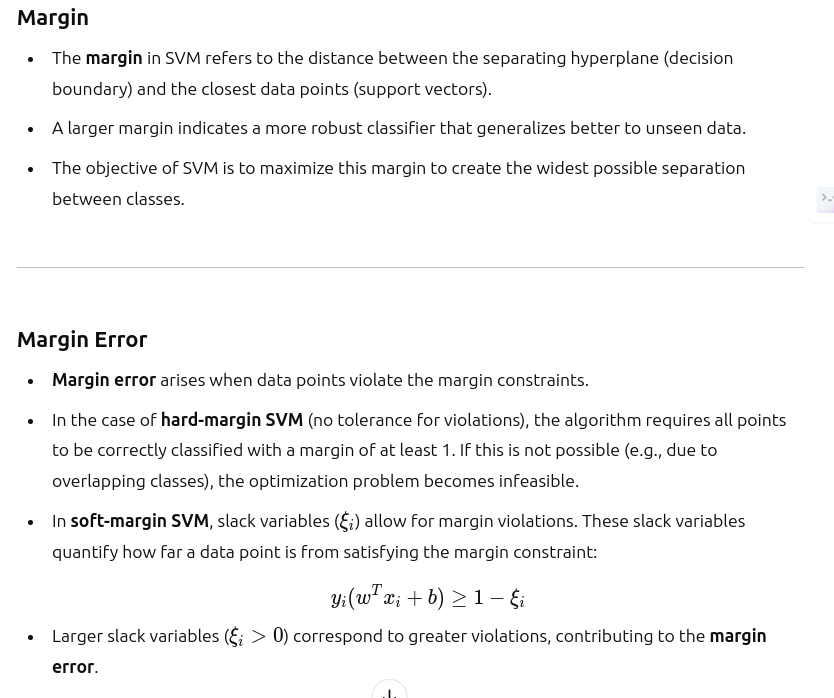 Margin
• The margin in SVM refers to the distance between the separating hyperplane (decision
boundary) and the closest data points (support vectors).
• A larger margin indicates a more robust classifier that generalizes better to unseen data.
• The objective of SVM is to maximize this margin to create the widest possible separation
between classes.
Margin Error
• Margin error arises when data points violate the margin constraints.
• In the case of hard-margin SVM (no tolerance for violations), the algorithm requires all points
to be correctly classified with a margin of at least 1. If this is not possible (e.g., due to
overlapping classes), the optimization problem becomes infeasible.
• In soft-margin SVM, slack variables (ξᵢ) allow for margin violations. These slack variables
quantify how far a data point is from satisfying the margin constraint:
yᵢ(wᵀxᵢ + b) ≥ 1 − ξᵢ
• Larger slack variables (ξᵢ > 0) correspond to greater violations, contributing to the margin
error.